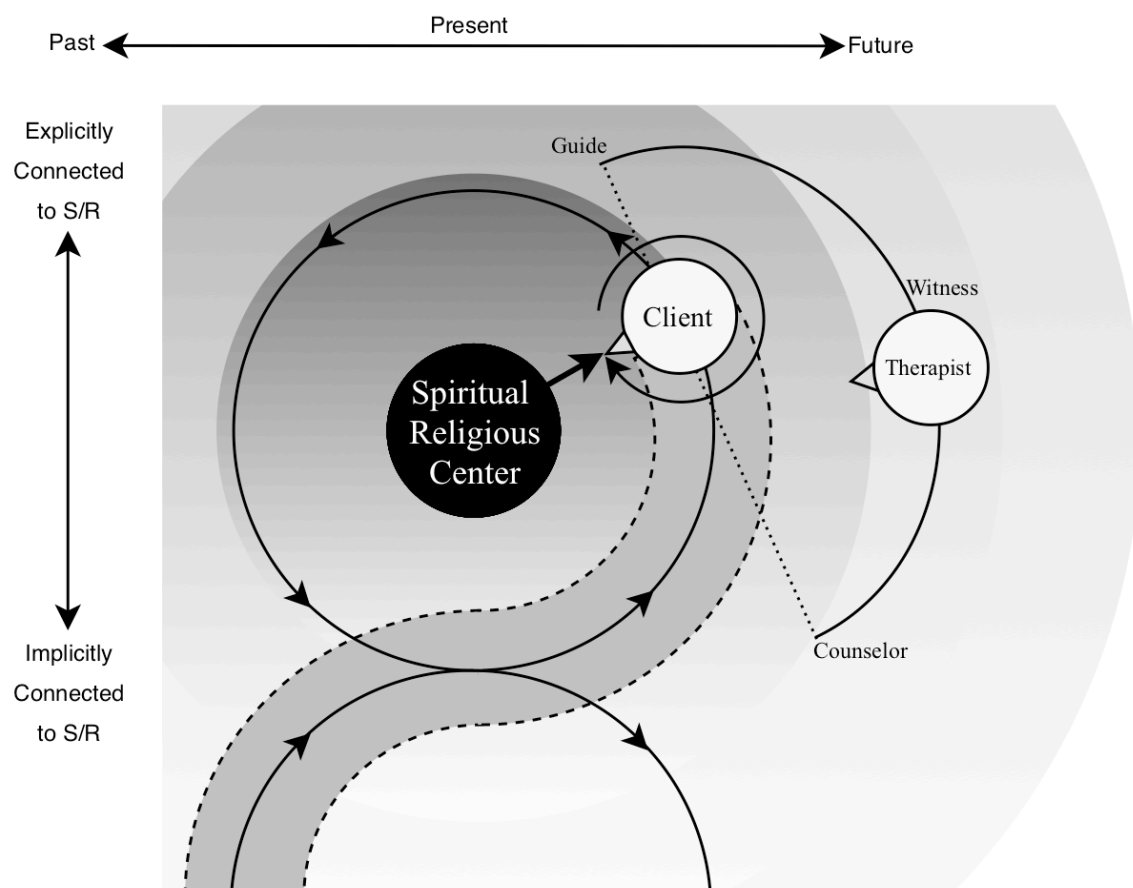 Present
Past
Future
Explicitly
Connected
to S/R
Guide
Witness
Client
Therapist
Spiritual
Religious
Center
Counselor
Implicitly
Connected
to S/R